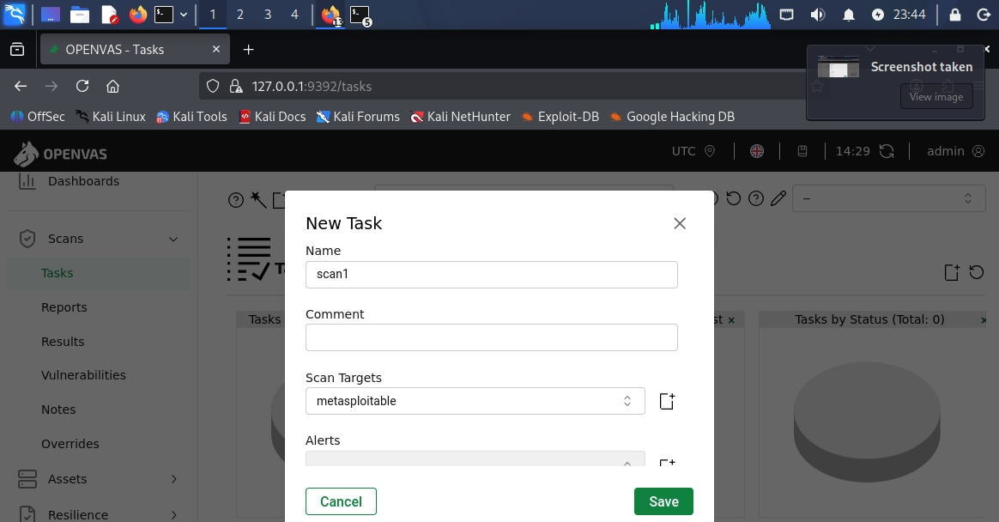 1 2 3 4 13 5 23:44
OPENVAS - Tasks
Screenshot taken
View image
127.0.0.1:9392/tasks
OffSec Kali Linux Kali Tools Kali Docs Kali Forums Kali NetHunter Exploit-DB Google Hacking DB
OPENVAS UTC 14:29 admin
Dashboards
Scans
Tasks
Reports
Results
Vulnerabilities
Notes
Overrides
Assets
Resilience
--
Tasks
st ×
Tasks by Status (Total: 0) ×
New Task
Name
scan1
Comment
Scan Targets
metasploitable
Alerts
Cancel Save